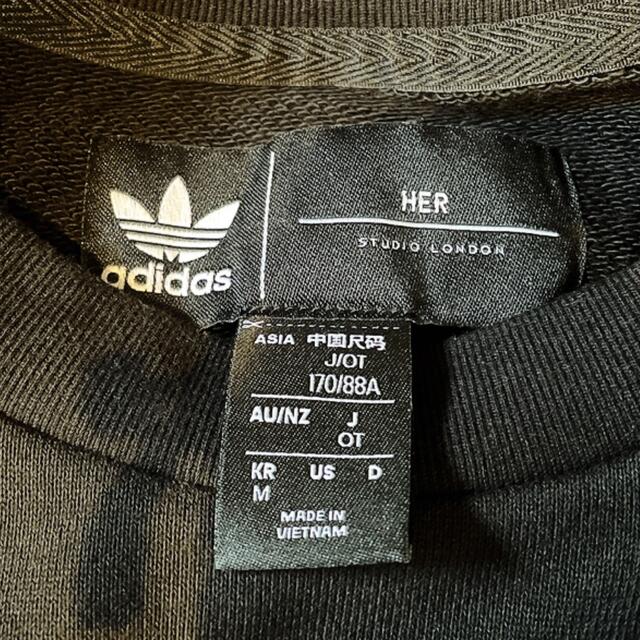 adidas
HER
STUDIO LONDON
ASIA 中国尺码
J/OT
170/88A
AU/NZ J
OT
KR US D
M
MADE IN
VIETNAM